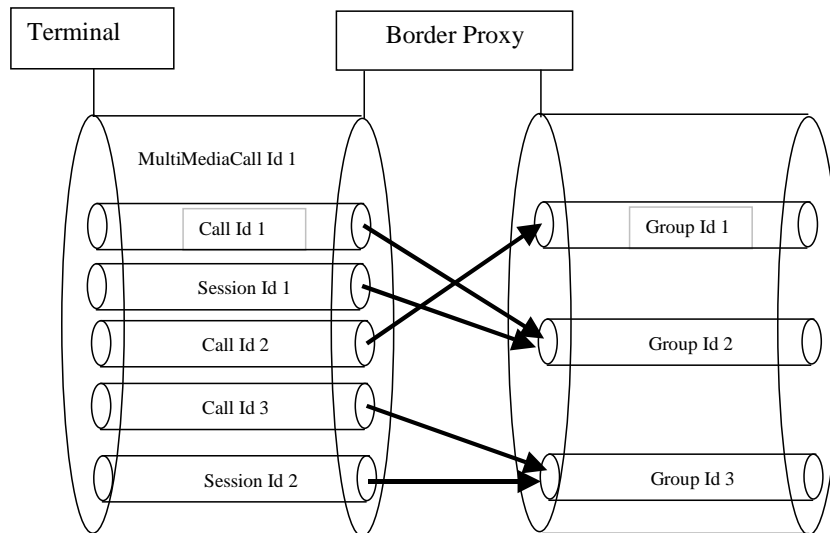 Terminal
Border Proxy
MultiMediaCall Id 1
Call Id 1
Group Id 1
Session Id 1
Call Id 2
Group Id 2
Call Id 3
Session Id 2
Group Id 3